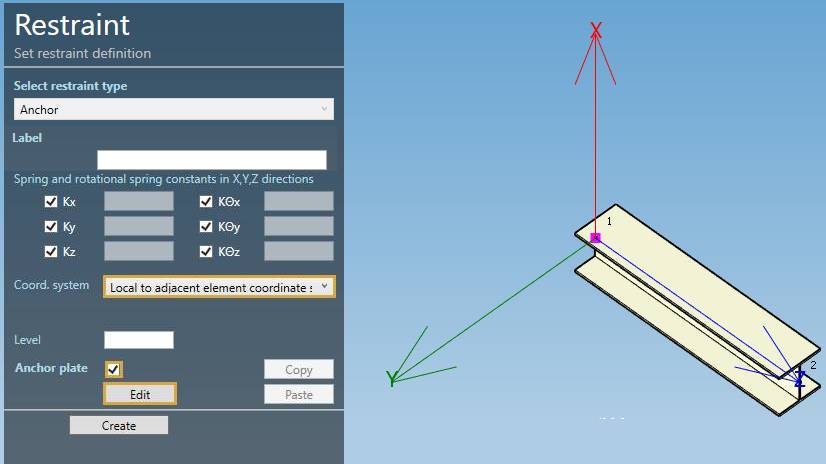 Restraint
Set restraint definition
Select restraint type
Anchor
Label
Spring and rotational spring constants in X,Y,Z directions
Kx KΘx
Ky KΘy
Kz KΘz
Coord. system Local to adjacent element coordinate s
Level
Anchor plate Copy
Edit Paste
Create
X
1
Y
Z
2